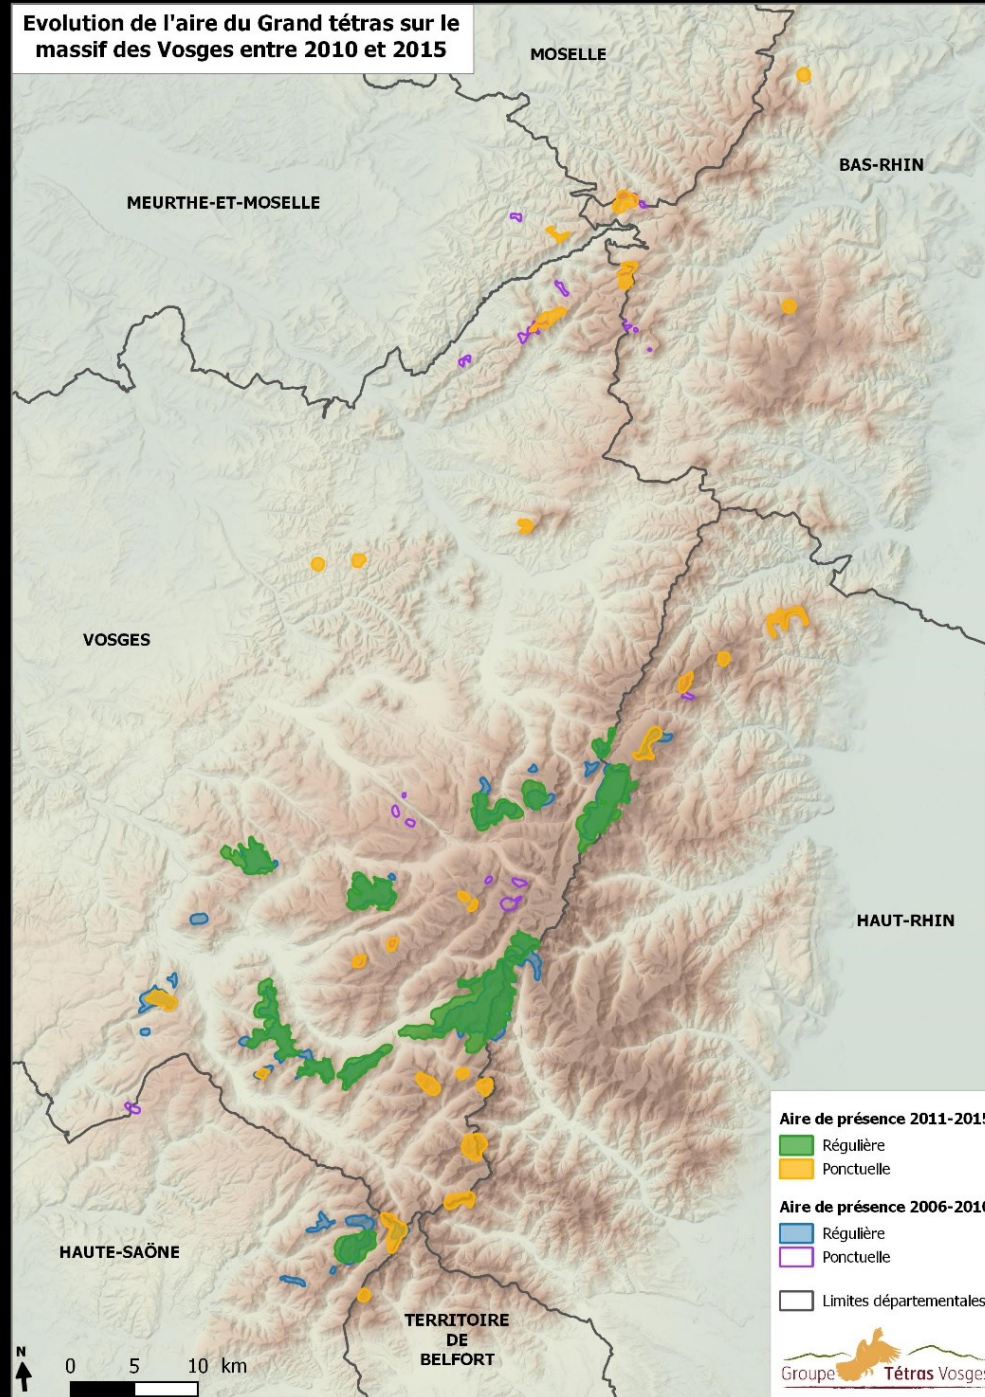 Evolution de l'aire du Grand tétras sur le
massif des Vosges entre 2010 et 2015
MOSELLE
BAS-RHIN
MEURTHE-ET-MOSELLE
VOSGES
HAUT-RHIN
HAUTE-SAÖNE
TERRITOIRE
DE
BELFORT
Aire de présence 2011-2015
Régulière
Ponctuelle
Aire de présence 2006-2010
Régulière
Ponctuelle
Limites départementales
Groupe Tétras Vosges
N
0 5 10 km